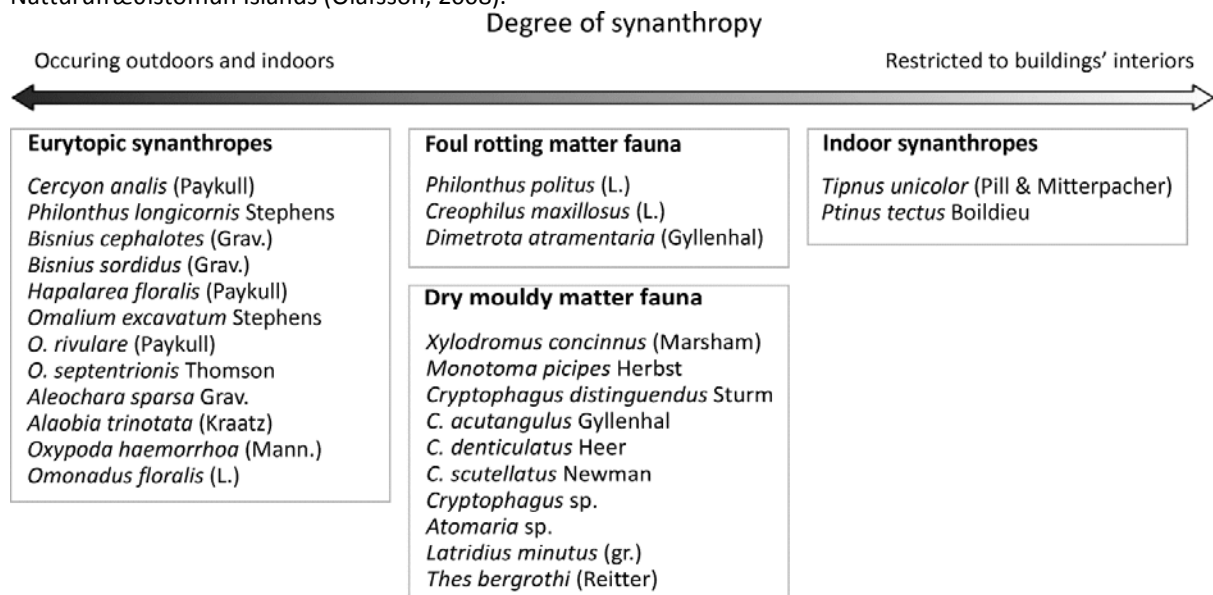 Náttúrufræðistofnun Íslands (Ólafsson, 2008).
Degree of synanthropy
Occuring outdoors and indoors
Restricted to buildings' interiors
Eurytopic synanthropes
Cercyon analis (Paykull)
Philonthus longicornis Stephens
Bisnius cephalotes (Grav.)
Bisnius sordidus (Grav.)
Hapalarea floralis (Paykull)
Omalium excavatum Stephens
O. rivulare (Paykull)
O. septentrionis Thomson
Aleochara sparsa Grav.
Alaobia trinotata (Kraatz)
Oxypoda haemorrhoa (Mann.)
Omonadus floralis (L.)
Foul rotting matter fauna
Philonthus politus (L.)
Creophilus maxillosus (L.)
Dimetrota atramentaria (Gyllenhal)
Dry mouldy matter fauna
Xylodromus concinnus (Marsham)
Monotoma picipes Herbst
Cryptophagus distinguendus Sturm
C. acutangulus Gyllenhal
C. denticulatus Heer
C. scutellatus Newman
Cryptophagus sp.
Atomaria sp.
Latridius minutus (gr.)
Thes bergrothi (Reitter)
Indoor synanthropes
Tipnus unicolor (Pill & Mitterpacher)
Ptinus tectus Boildieu